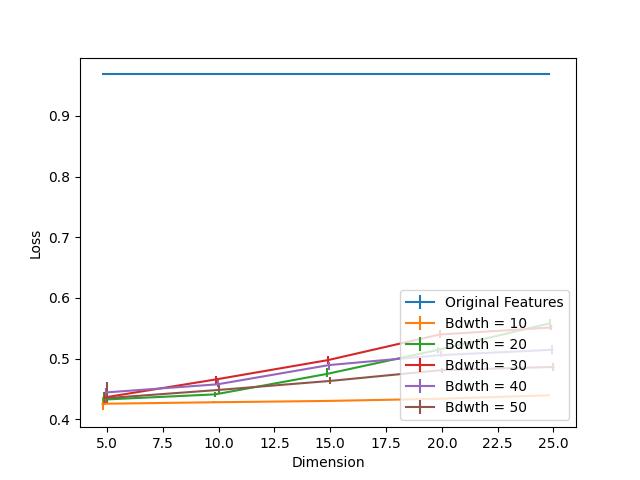 0.9
0.8
0.7
0.6
0.5
0.4
Loss
Original Features
Bdwth = 10
Bdwth = 20
Bdwth = 30
Bdwth = 40
Bdwth = 50
5.0 7.5 10.0 12.5 15.0 17.5 20.0 22.5 25.0
Dimension